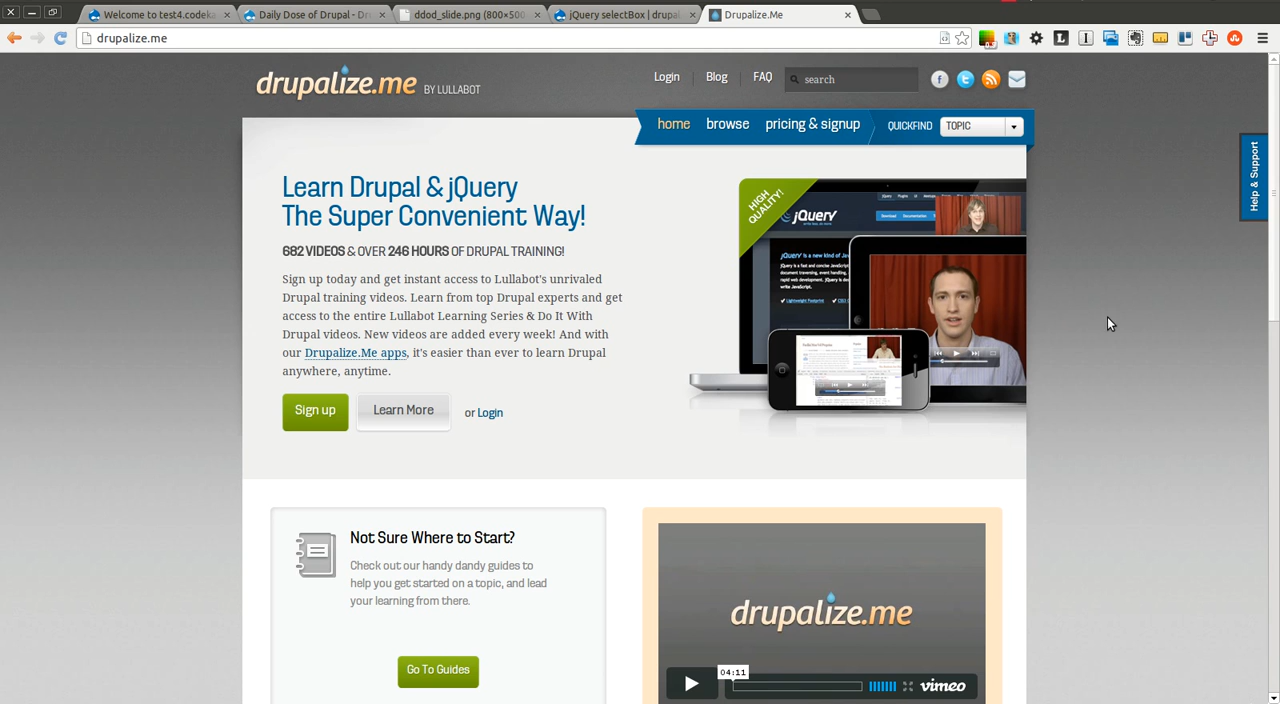 Welcome to test4.codeka
Daily Dose of Drupal - Dr
ddod_slide.png (800×500
jQuery selectBox | drupal
Drupalize.Me
drupalize.me
drupalize.me BY LULLABOT
Login
Blog
FAQ
search
home
browse
pricing & signup
QUICKFIND
TOPIC
Help & Support
Learn Drupal & jQuery
The Super Convenient Way!
682 VIDEOS & OVER 246 HOURS OF DRUPAL TRAINING!
Sign up today and get instant access to Lullabot's unrivaled
Drupal training videos. Learn from top Drupal experts and get
access to the entire Lullabot Learning Series & Do It With
Drupal videos. New videos are added every week! And with
our Drupalize.Me apps, it's easier than ever to learn Drupal
anywhere, anytime.
Sign up
Learn More
or Login
HIGH
QUALITY!
jQuery
Not Sure Where to Start?
Check out our handy dandy guides to
help you get started on a topic, and lead
your learning from there.
Go To Guides
drupalize.me
04:11
vimeo